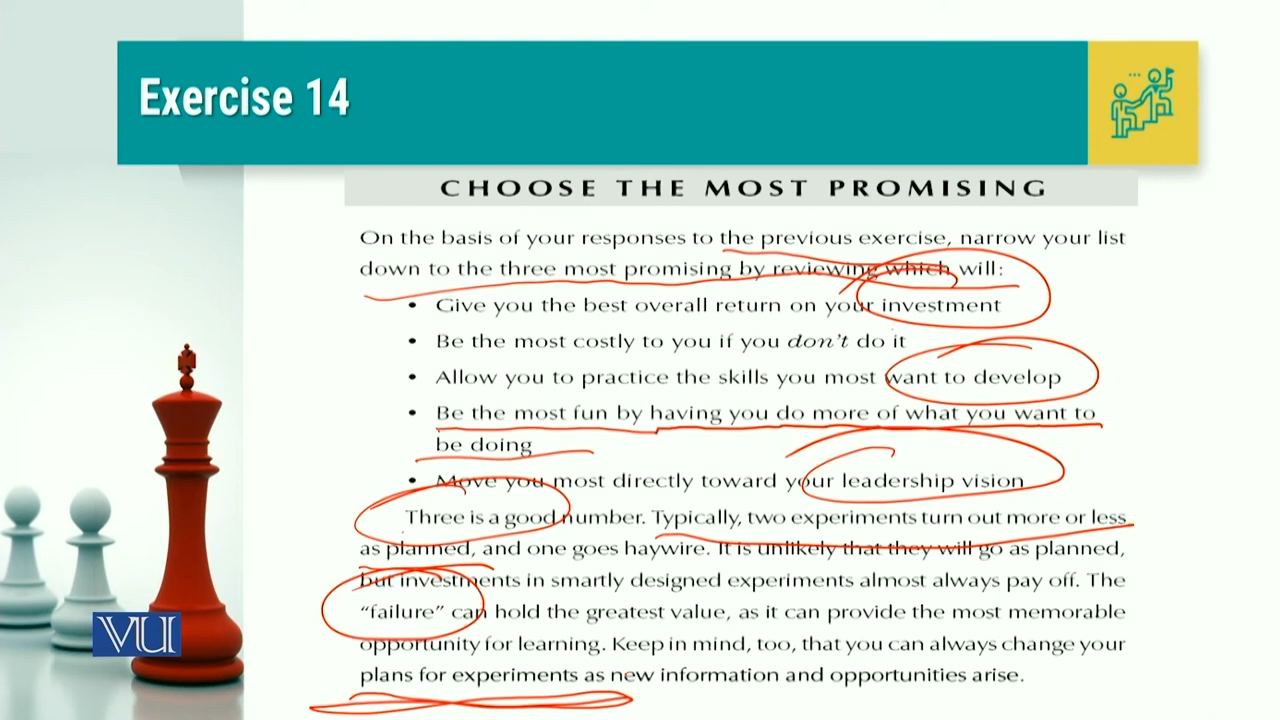 Exercise 14
CHOOSE THE MOST PROMISING
On the basis of your responses to the previous exercise, narrow your list
down to the three most promising by reviewing which will:
• Give you the best overall return on your investment
• Be the most costly to you if you don't do it
• Allow you to practice the skills you most want to develop
• Be the most fun by having you do more of what you want to
be doing
• Move you most directly toward your leadership vision
Three is a good number. Typically, two experiments turn out more or less
as planned, and one goes haywire. It is unlikely that they will go as planned,
but investments in smartly designed experiments almost always pay off. The
“failure” can hold the greatest value, as it can provide the most memorable
opportunity for learning. Keep in mind, too, that you can always change your
plans for experiments as new information and opportunities arise.
VU